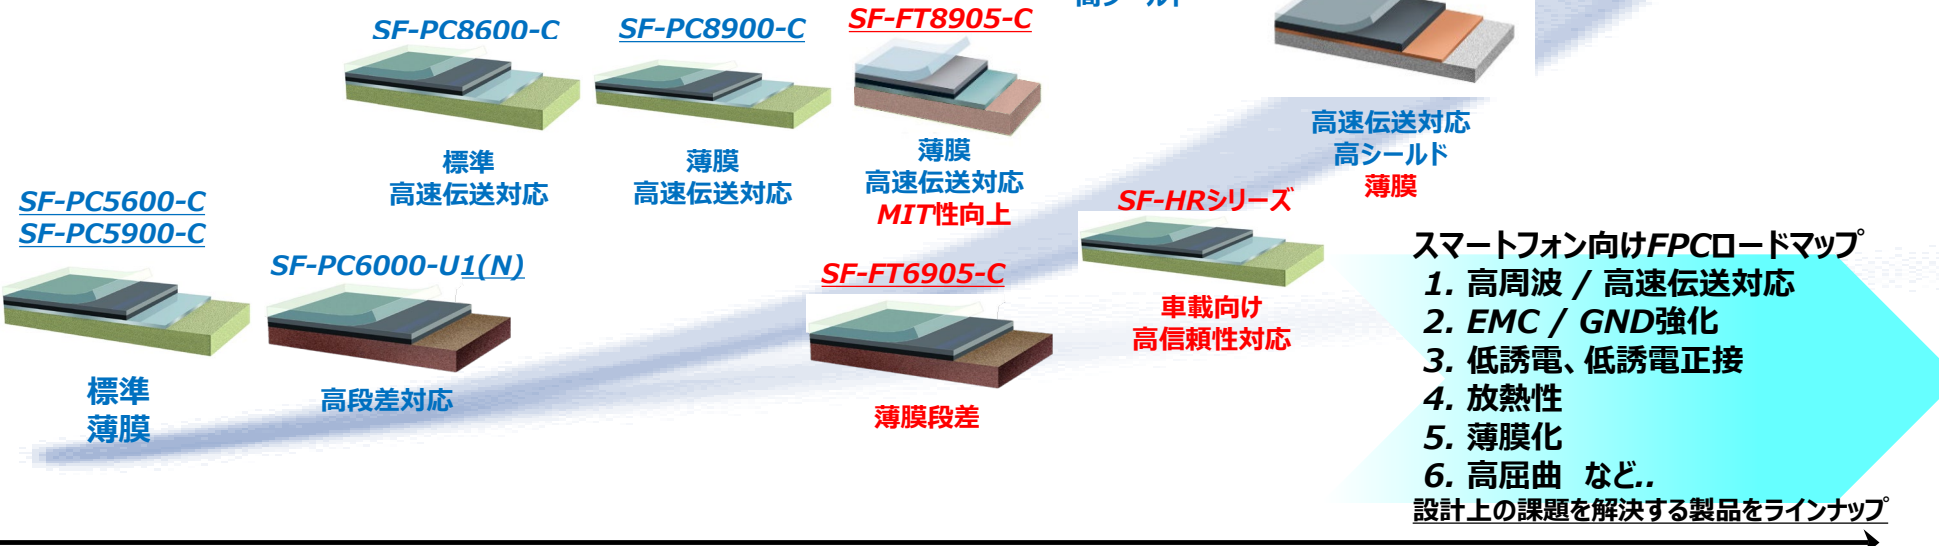 SF-PC8600-C
標準
高速伝送対応
SF-PC8900-C
薄膜
高速伝送対応
SF-FT8905-C
薄膜
高速伝送対応
MIT性向上
高シールド
高速伝送対応
高シールド
薄膜
SF-PC5600-C
SF-PC5900-C
標準
薄膜
SF-PC6000-U1(N)
高段差対応
SF-FT6905-C
薄膜段差
SF-HRシリーズ
車載向け
高信頼性対応
スマートフォン向けFPCロードマップ
1. 高周波 / 高速伝送対応
2. EMC / GND強化
3. 低誘電、低誘電正接
4. 放熱性
5. 薄膜化
6. 高屈曲 など..
設計上の課題を解決する製品をラインナップ